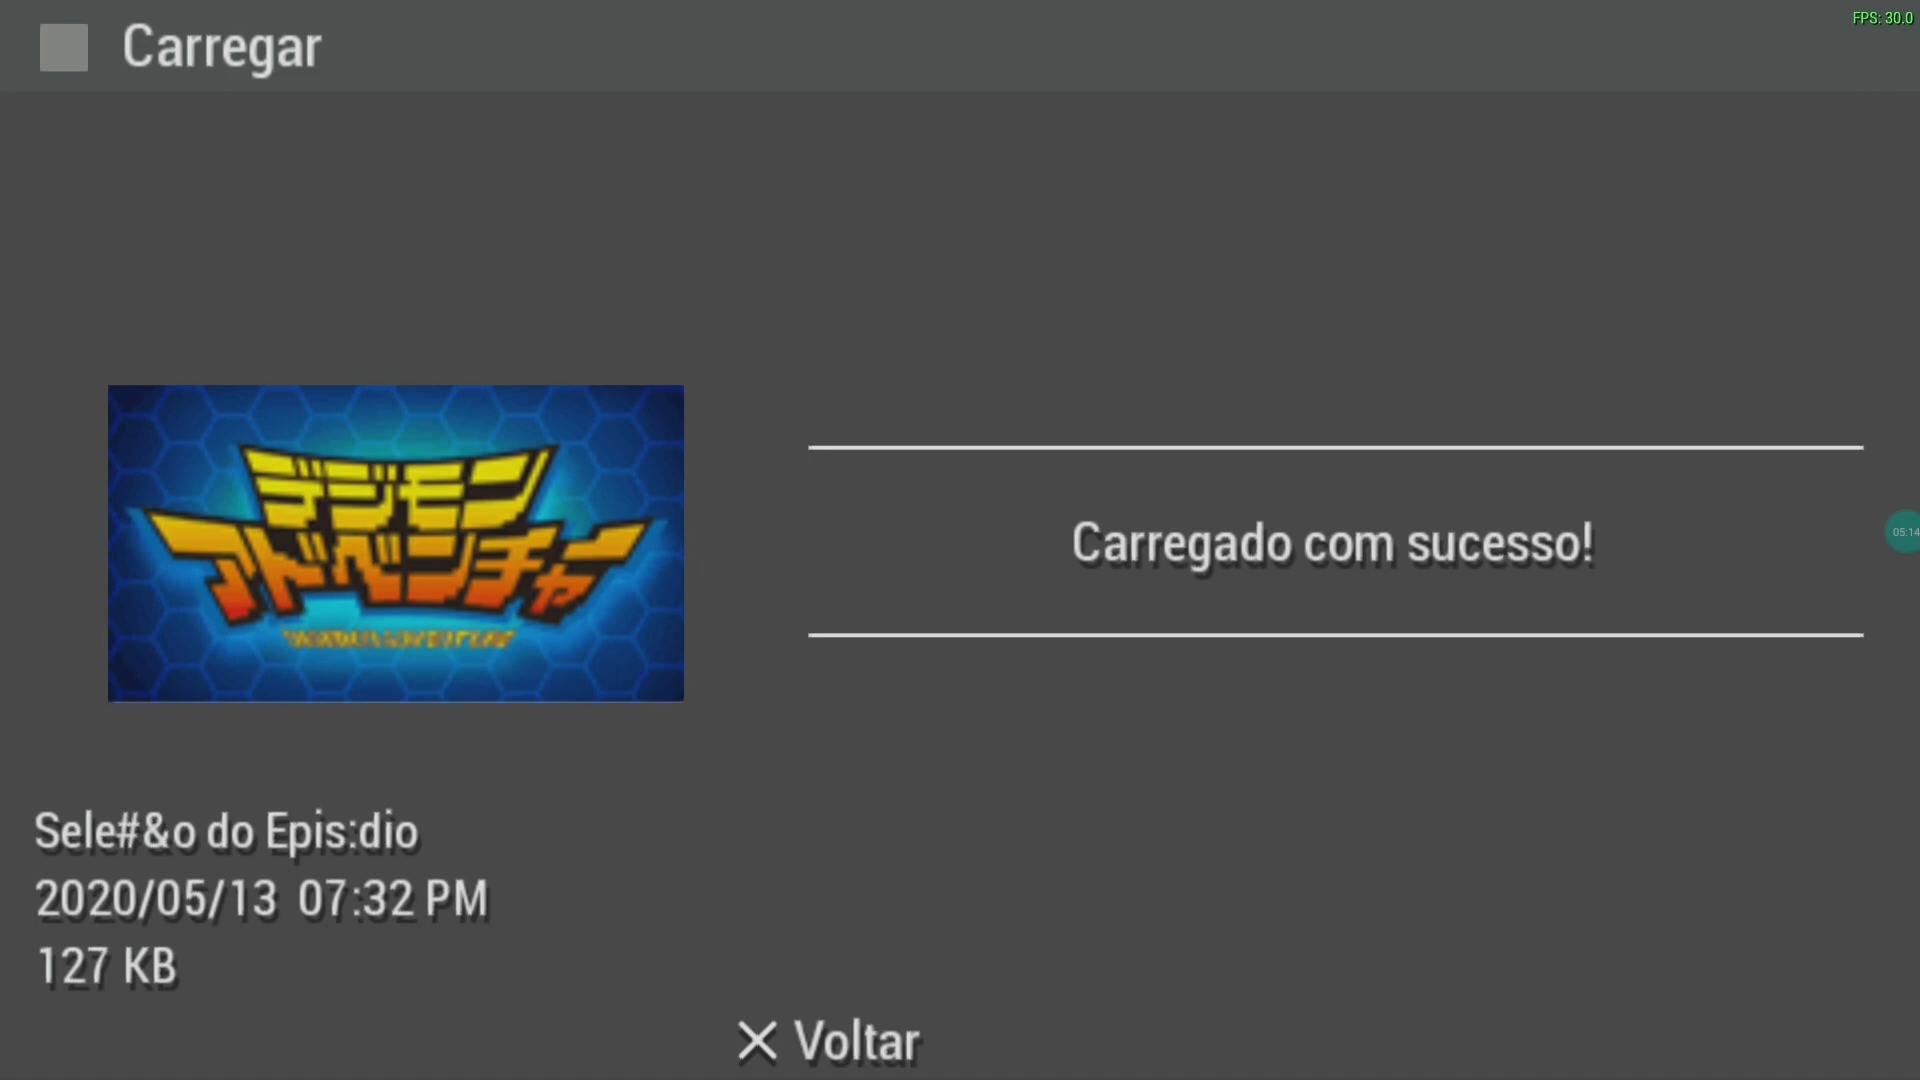 Carregar
FPS: 30.0
デジモン
アドベンチャー
Carregado com sucesso!
05:14
Sele#&o do Epis:dio
2020/05/13 07:32 PM
127 KB
Voltar